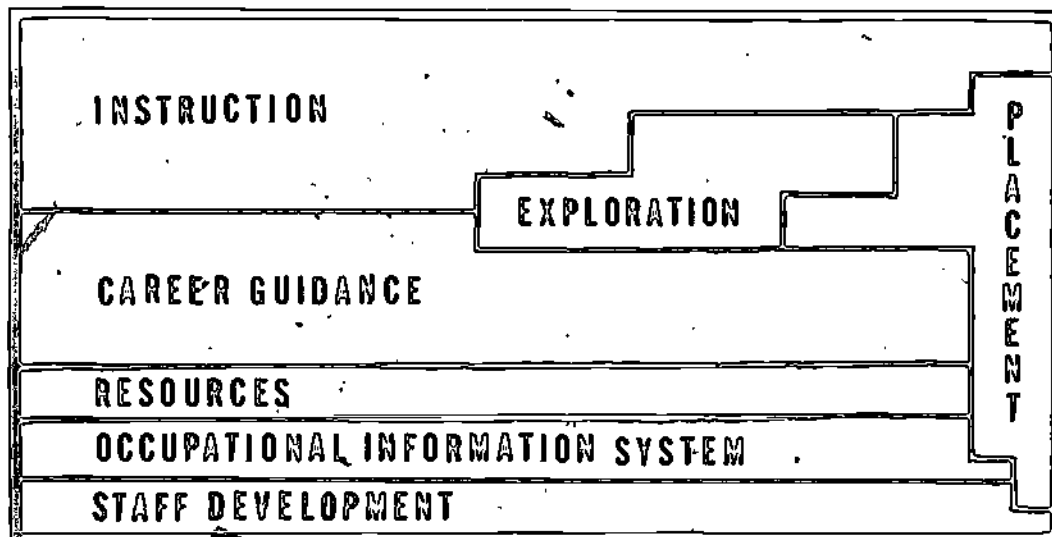 INSTRUCTION
PLACEMENT
EXPLORATION
CAREER GUIDANCE
RESOURCES
OCCUPATIONAL INFORMATION SYSTEM
STAFF DEVELOPMENT